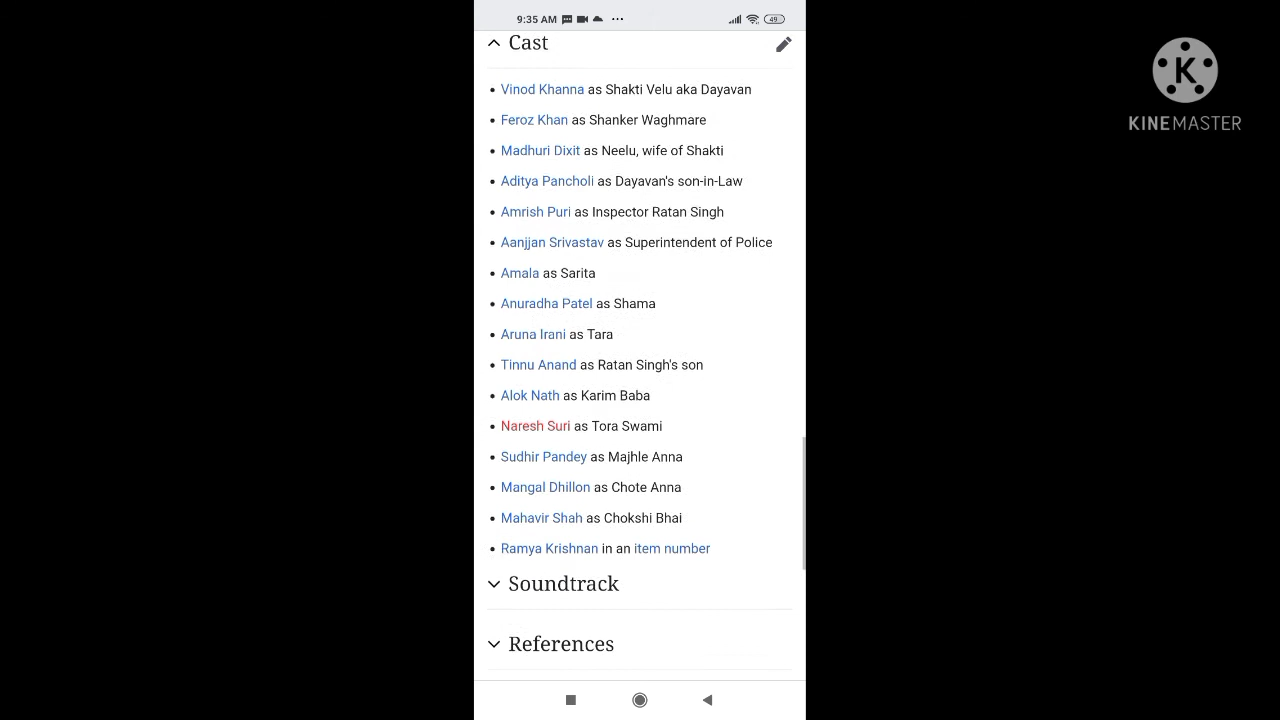 9:35 AM
49
Cast
Vinod Khanna as Shakti Velu aka Dayavan
Feroz Khan as Shanker Waghmare
Madhuri Dixit as Neelu, wife of Shakti
Aditya Pancholi as Dayavan's son-in-Law
Amrish Puri as Inspector Ratan Singh
Aanjjan Srivastav as Superintendent of Police
Amala as Sarita
Anuradha Patel as Shama
Aruna Irani as Tara
Tinnu Anand as Ratan Singh's son
Alok Nath as Karim Baba
Naresh Suri as Tora Swami
Sudhir Pandey as Majhle Anna
Mangal Dhillon as Chote Anna
Mahavir Shah as Chokshi Bhai
Ramya Krishnan in an item number
Soundtrack
References
K
KINEMASTER